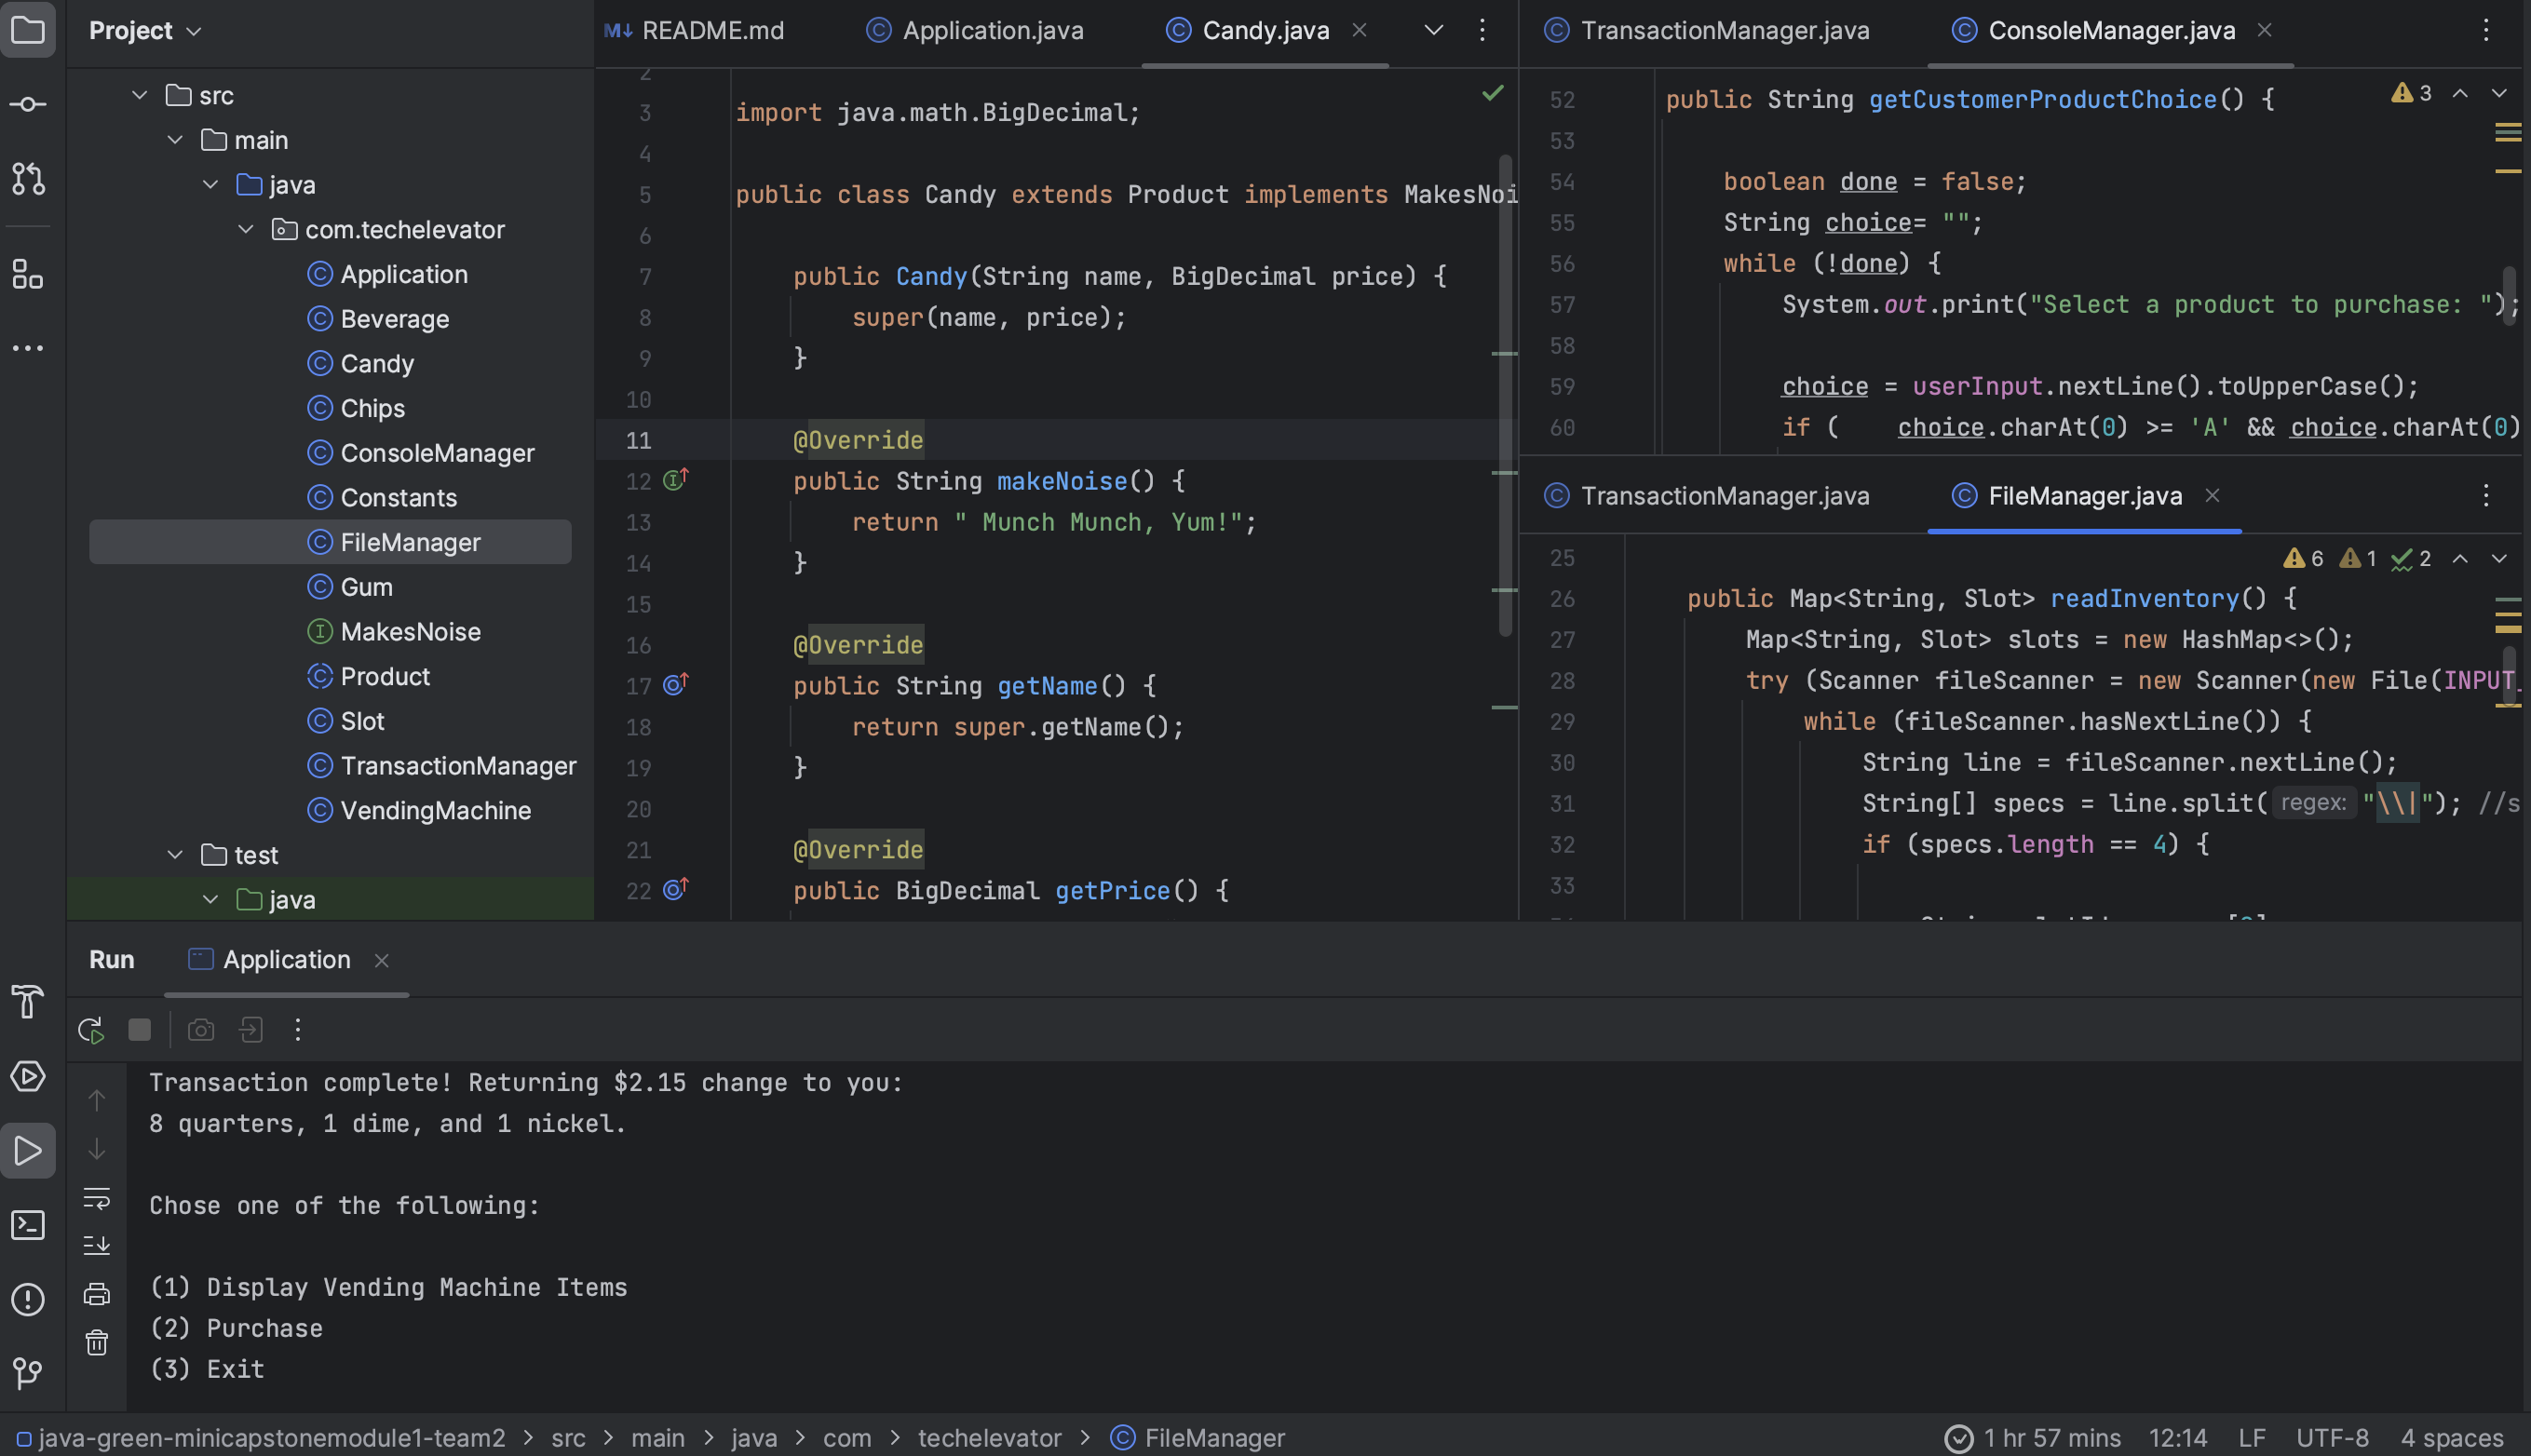 Project
src
main
java
com.techelevator
Application
Beverage
Candy
Chips
ConsoleManager
Constants
FileManager
Gum
MakesNoise
Product
Slot
TransactionManager
VendingMachine
test
java
README.md Application.java Candy.java
2
3 import java.math.BigDecimal;
4
5 public class Candy extends Product implements MakesNoi
6
7 public Candy(String name, BigDecimal price) {
8 super(name, price);
9 }
10
11 @Override
12 public String makeNoise() {
13 return " Munch Munch, Yum!";
14 }
15
16 @Override
17 public String getName() {
18 return super.getName();
19 }
20
21 @Override
22 public BigDecimal getPrice() {
TransactionManager.java ConsoleManager.java
3
52 public String getCustomerProductChoice() {
53
54 boolean done = false;
55 String choice= "";
56 while (!done) {
57 System.out.print("Select a product to purchase: ");
58
59 choice = userInput.nextLine().toUpperCase();
60 if ( choice.charAt(0) >= 'A' && choice.charAt(0)
TransactionManager.java FileManager.java
6 1 2
25
26 public Map<String, Slot> readInventory() {
27 Map<String, Slot> slots = new HashMap<>();
28 try (Scanner fileScanner = new Scanner(new File(INPUT_
29 while (fileScanner.hasNextLine()) {
30 String line = fileScanner.nextLine();
31 String[] specs = line.split( regex: "\\|"); //s
32 if (specs.length == 4) {
33
Run Application
Transaction complete! Returning $2.15 change to you:
8 quarters, 1 dime, and 1 nickel.
Chose one of the following:
(1) Display Vending Machine Items
(2) Purchase
(3) Exit
java-green-minicapstonemodule1-team2 > src > main > java > com > techelevator > FileManager
1 hr 57 mins 12:14 LF UTF-8 4 spaces